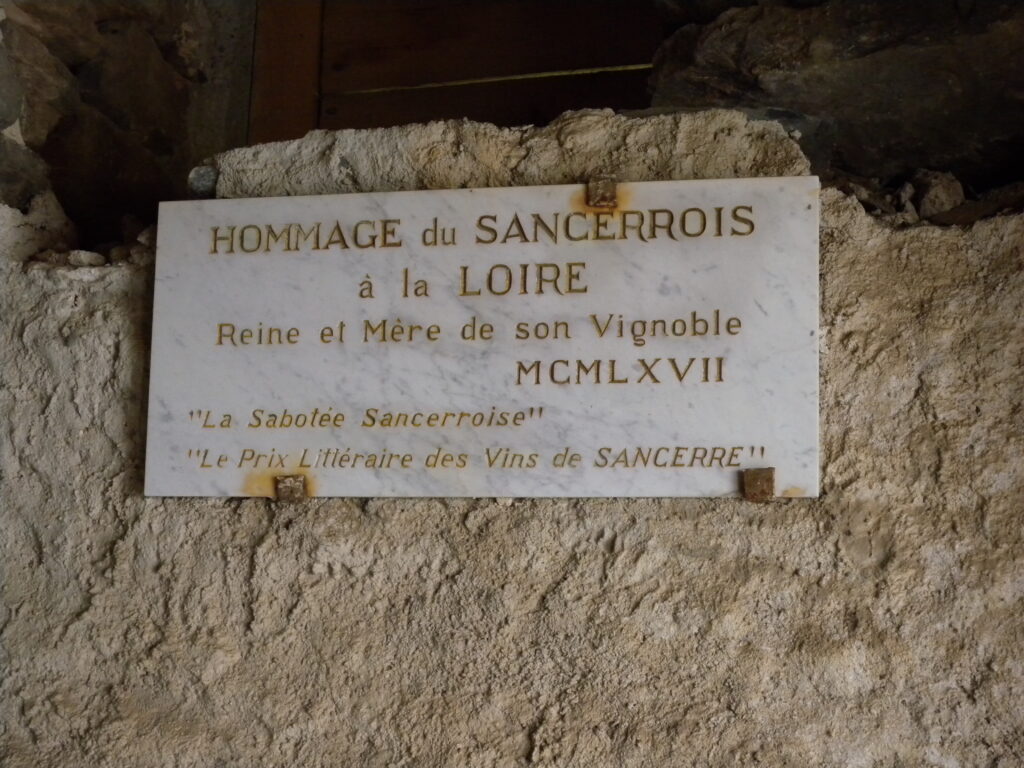 HOMMAGE du SANCERROIS
à la LOIRE
Reine et Mère de son Vignoble
MCMLXVII
"La Sabotée Sancerroise"
"Le Prix Littéraire des Vins de SANCERRE"